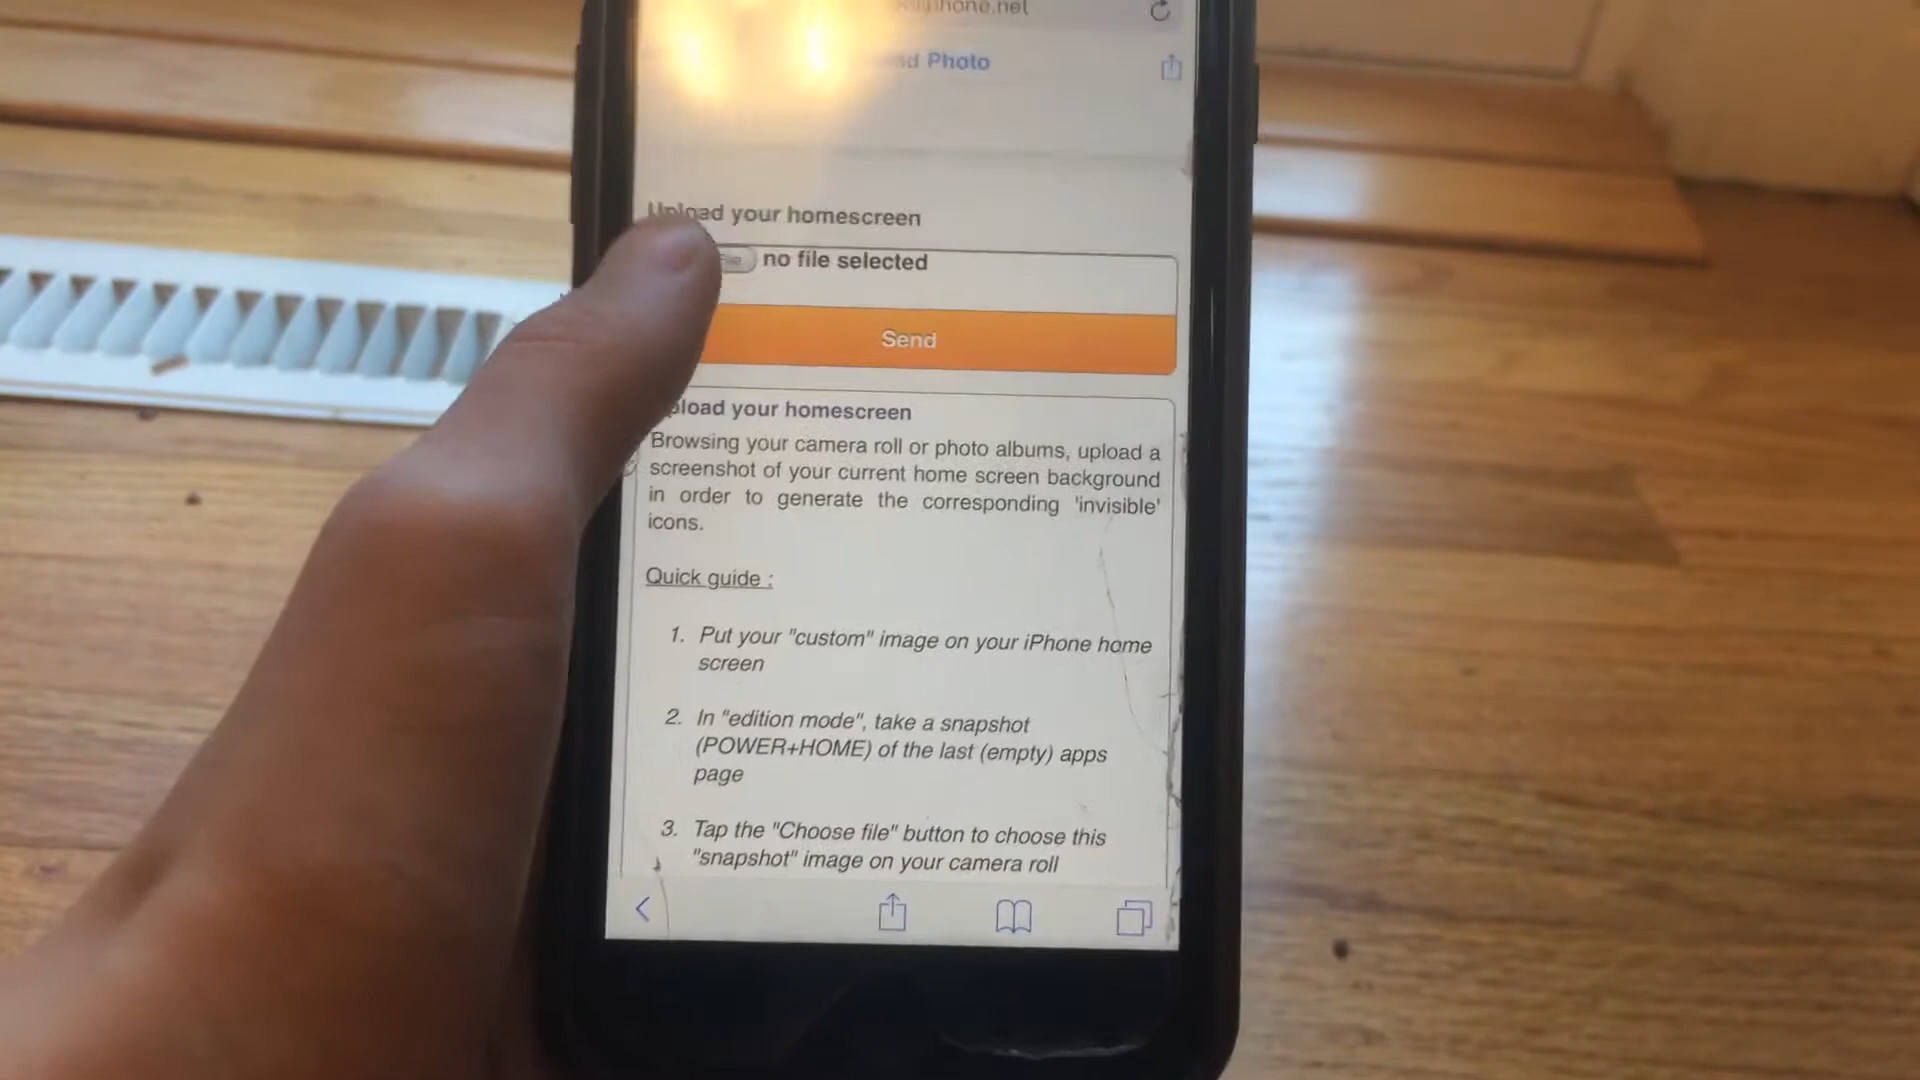 Photo
Upload your homescreen
no file selected
Send
Upload your homescreen
Browsing your camera roll or photo albums, upload a
screenshot of your current home screen background
in order to generate the corresponding 'invisible'
icons.
Quick guide :
1. Put your "custom" image on your iPhone home
screen
2. In "edition mode", take a snapshot
(POWER+HOME) of the last (empty) apps
page
3. Tap the "Choose file" button to choose this
"snapshot" image on your camera roll